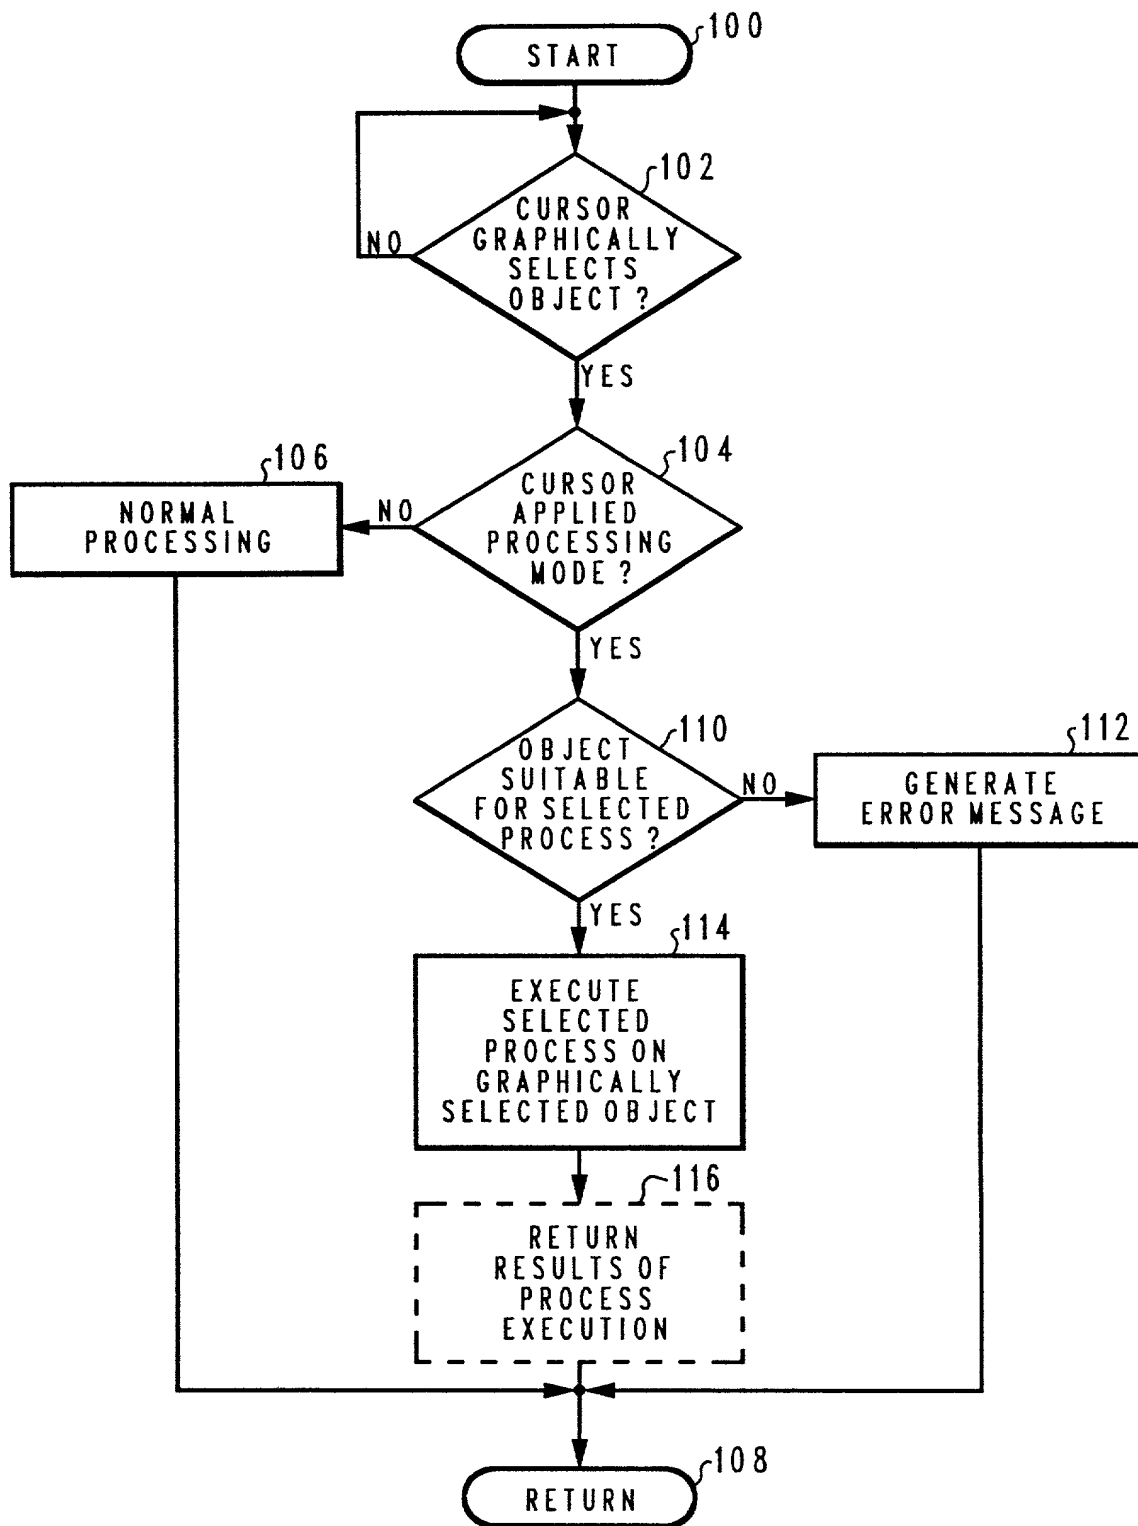 100
START
102
CURSOR
GRAPHICALLY
SELECTS
OBJECT ?
NO
YES
104
CURSOR
APPLIED
PROCESSING
MODE ?
NO
106
NORMAL
PROCESSING
YES
110
OBJECT
SUITABLE
FOR SELECTED
PROCESS ?
NO
112
GENERATE
ERROR MESSAGE
YES
114
EXECUTE
SELECTED
PROCESS ON
GRAPHICALLY
SELECTED OBJECT
116
RETURN
RESULTS OF
PROCESS
EXECUTION
108
RETURN